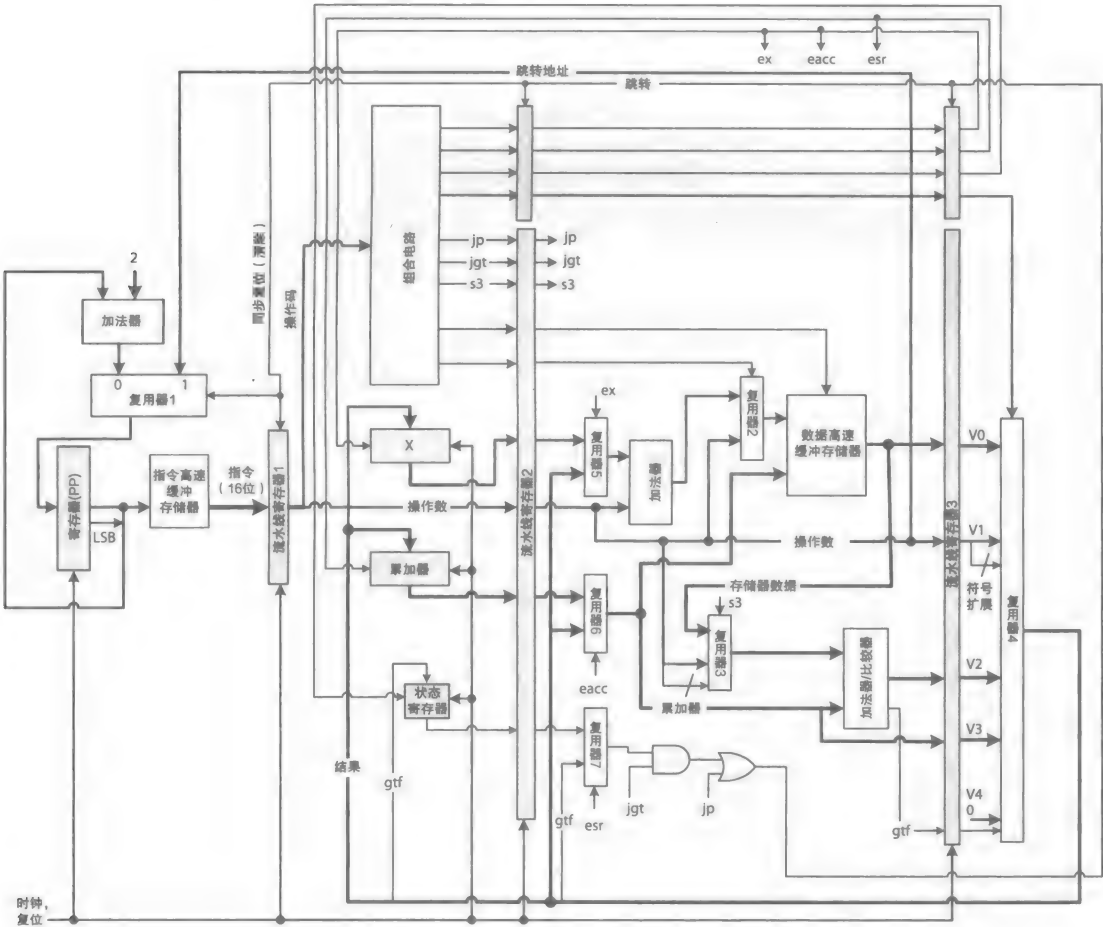 ex
eacc
esr
跳转地址
跳转
同步复位(清除)
操作码
组合电路
jp
jgt
s3
jp
jgt
s3
2
加法器
0
1
复用器1
寄存器(PP)
LSB
指令高速
缓冲
存储器
指令
(16位)
流水线寄存器1
X
操作数
累加器
状态
寄存器
结果
gtf
流水线寄存器2
ex
复用器5
加法器
复用器2
数据高速
缓冲存储器
操作数
存储器数据
s3
复用器3
累加器
复用器6
eacc
复用器7
esr
gtf
jgt
jp
加法器/比较器
gtf
流水线寄存器3
V0
V1
符号
扩展
V2
V3
V4
0
复用器4
时钟,
复位